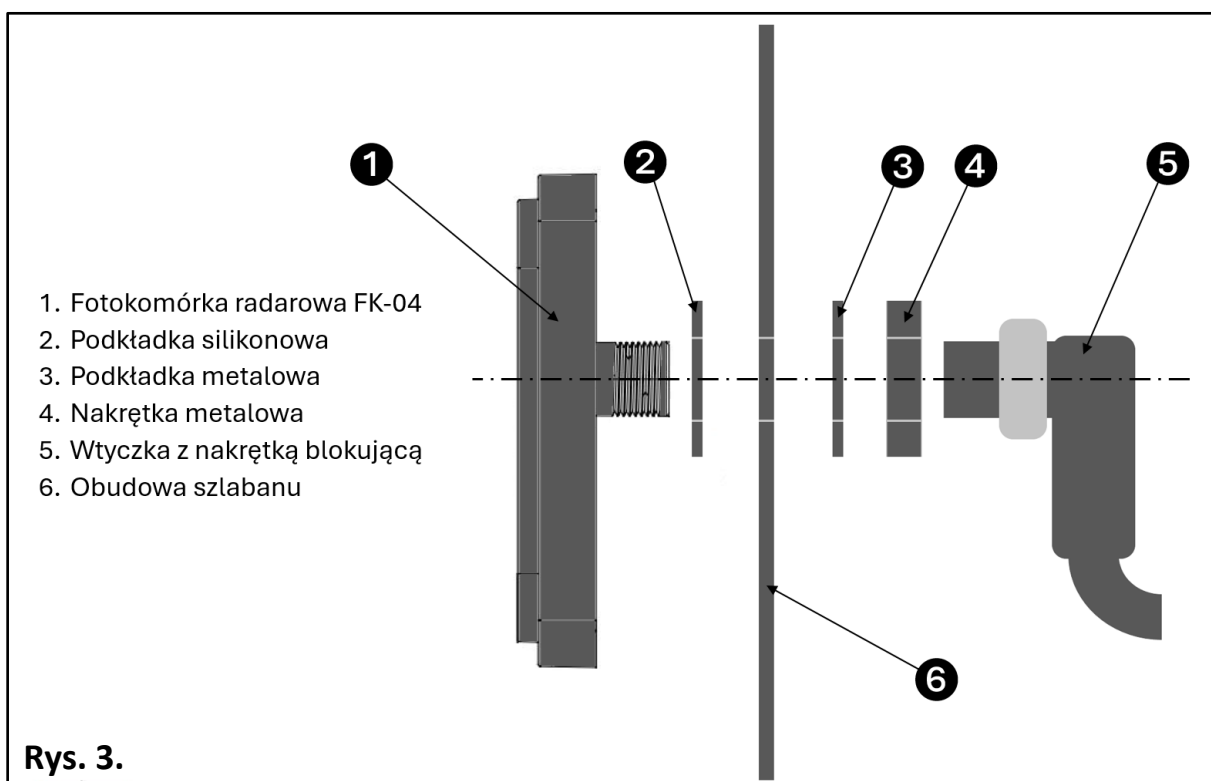 1
2
3
4
5
1. Fotokomórka radarowa FK-04
2. Podkładka silikonowa
3. Podkładka metalowa
4. Nakrętka metalowa
5. Wtyczka z nakrętką blokującą
6. Obudowa szlabanu
6
Rys. 3.